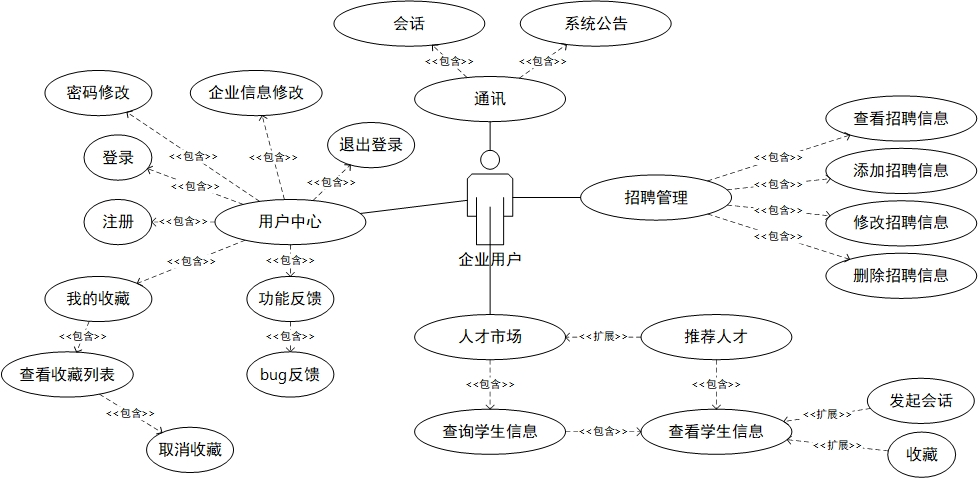 会话
系统公告
<<包含>>
<<包含>>
密码修改
企业信息修改
通讯
查看招聘信息
退出登录
登录
<<包含>>
<<包含>>
<<包含>>
添加招聘信息
<<包含>>
<<包含>>
<<包含>>
招聘管理
注册
<<包含>>
用户中心
<<包含>>
修改招聘信息
<<包含>>
企业用户
<<包含>>
<<包含>>
删除招聘信息
我的收藏
功能反馈
<<包含>>
<<包含>>
人才市场
<<扩展>>
推荐人才
查看收藏列表
bug反馈
<<包含>>
<<包含>>
<<包含>>
发起会话
<<扩展>>
查询学生信息
<<包含>>
查看学生信息
<<扩展>>
取消收藏
收藏